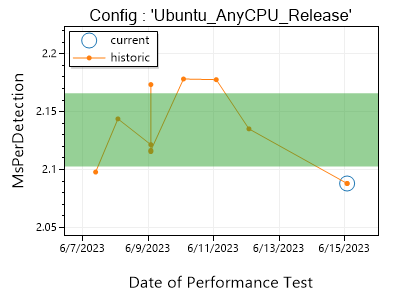 Config : 'Ubuntu_AnyCPU_Release'
current
historic
MsPerDetection
2.2
2.15
2.1
2.05
6/7/2023 6/9/2023 6/11/2023 6/13/2023 6/15/2023
Date of Performance Test